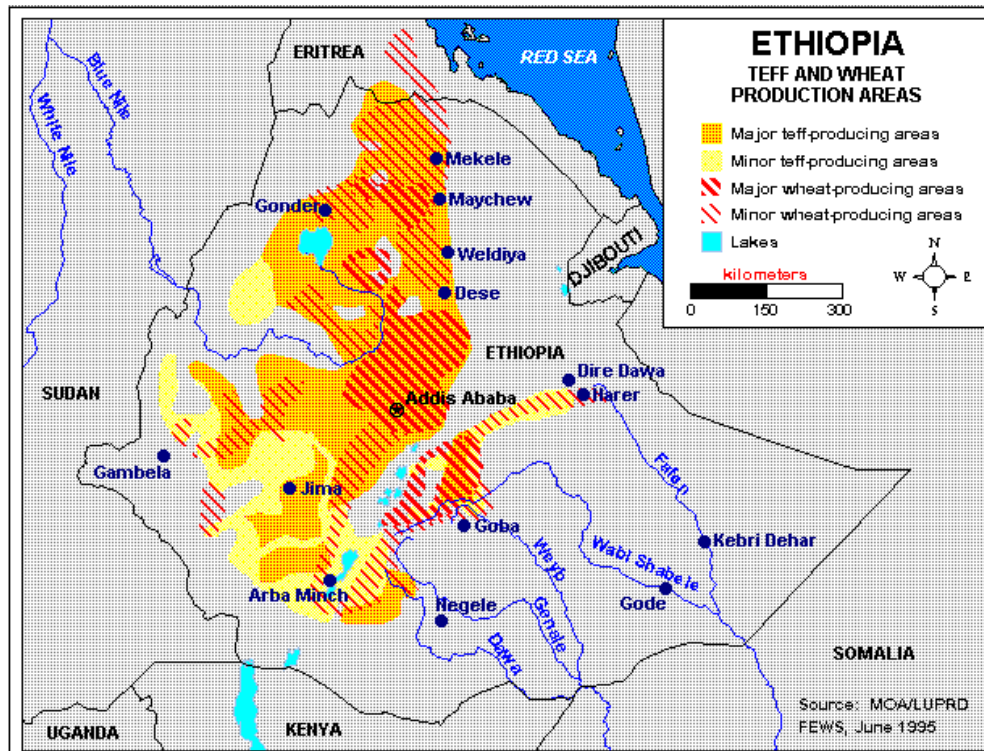 ERITREA
RED SEA
ETHIOPIA
TEFF AND WHEAT
PRODUCTION AREAS
Major teff-producing areas
Minor teff-producing areas
Major wheat-producing areas
Minor wheat-producing areas
Lakes
kilometers
0 150 300
N
W E
S
Blue Nile
White Nile
Mekele
Maychew
Gonder
Weldiya
Dese
DJIBOUTI
ETHIOPIA
Dire Dawa
Harer
SUDAN
Addis Ababa
Gambela
Jima
Fafen
Goba
Kebri Dehar
Weyb
Wabi Shabele
Gode
Arba Minch
Negele
Genale
Dawa
SOMALIA
UGANDA
KENYA
Source: MOA/LUPRD
FEWS, June 1995